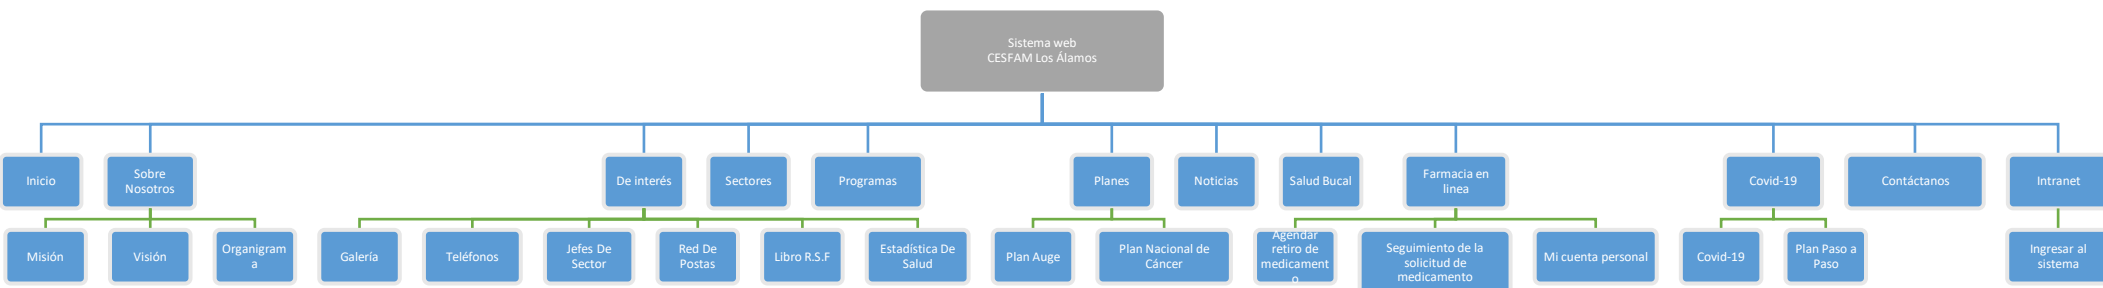 Sistema web
CESFAM Los Álamos
Inicio
Sobre
Nosotros
De interés
Sectores
Programas
Planes
Noticias
Salud Bucal
Farmacia en
linea
Covid-19
Contáctanos
Intranet
Misión
Visión
Organigram
a
Galería
Teléfonos
Jefes De
Sector
Red De
Postas
Libro R.S.F
Estadística De
Salud
Plan Auge
Plan Nacional de
Cáncer
Agendar
retiro de
medicament
o
Seguimiento de la
solicitud de
medicamento
Mi cuenta personal
Covid-19
Plan Paso a
Paso
Ingresar al
sistema